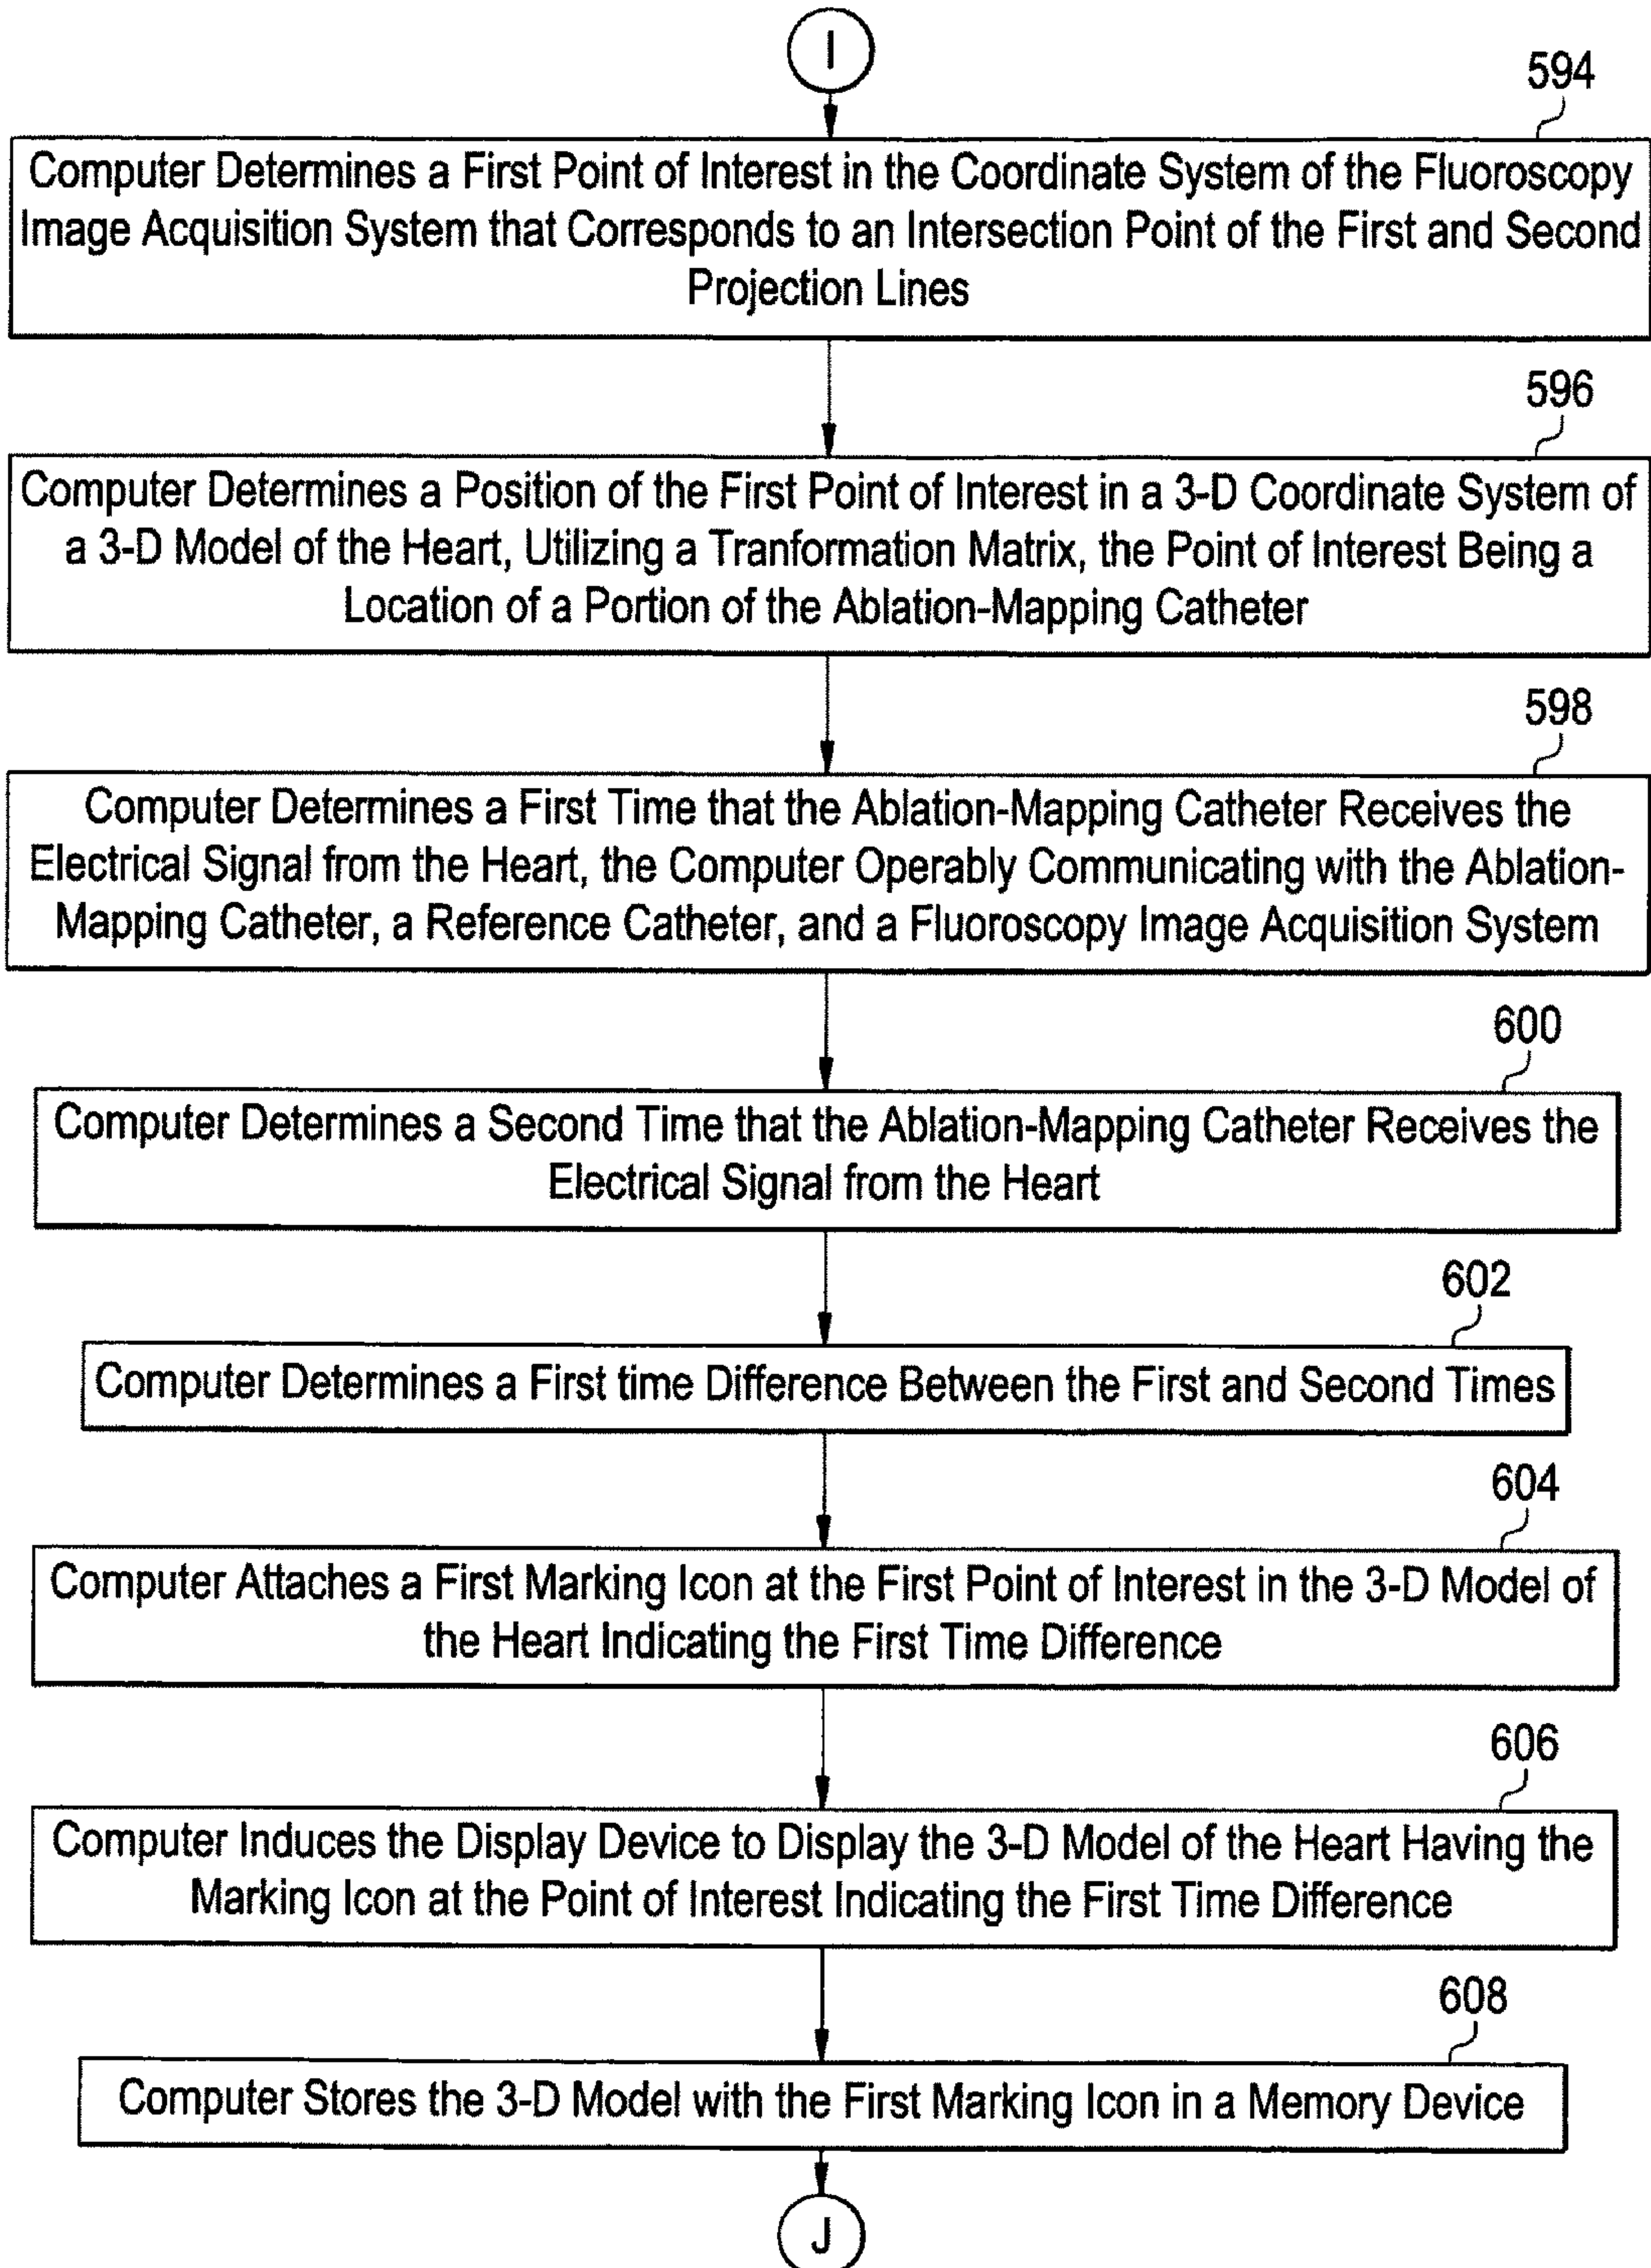 I
594
Computer Determines a First Point of Interest in the Coordinate System of the Fluoroscopy
Image Acquisition System that Corresponds to an Intersection Point of the First and Second
Projection Lines
596
Computer Determines a Position of the First Point of Interest in a 3-D Coordinate System of
a 3-D Model of the Heart, Utilizing a Tranformation Matrix, the Point of Interest Being a
Location of a Portion of the Ablation-Mapping Catheter
598
Computer Determines a First Time that the Ablation-Mapping Catheter Receives the
Electrical Signal from the Heart, the Computer Operably Communicating with the Ablation-
Mapping Catheter, a Reference Catheter, and a Fluoroscopy Image Acquisition System
600
Computer Determines a Second Time that the Ablation-Mapping Catheter Receives the
Electrical Signal from the Heart
602
Computer Determines a First time Difference Between the First and Second Times
604
Computer Attaches a First Marking Icon at the First Point of Interest in the 3-D Model of
the Heart Indicating the First Time Difference
606
Computer Induces the Display Device to Display the 3-D Model of the Heart Having the
Marking Icon at the Point of Interest Indicating the First Time Difference
608
Computer Stores the 3-D Model with the First Marking Icon in a Memory Device
J